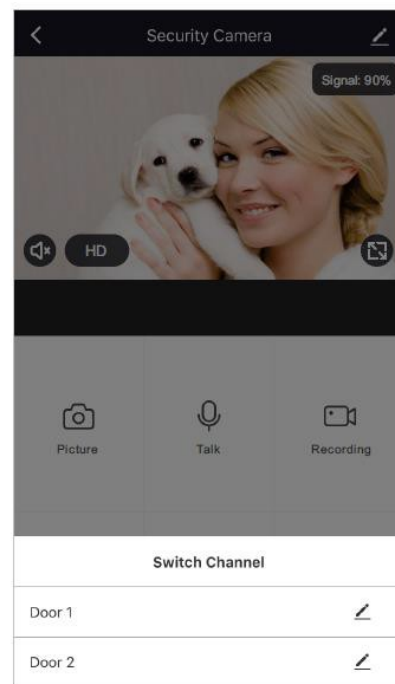 Security Camera
Signal: 90%
HD
Picture Talk Recording
Switch Channel
Door 1
Door 2